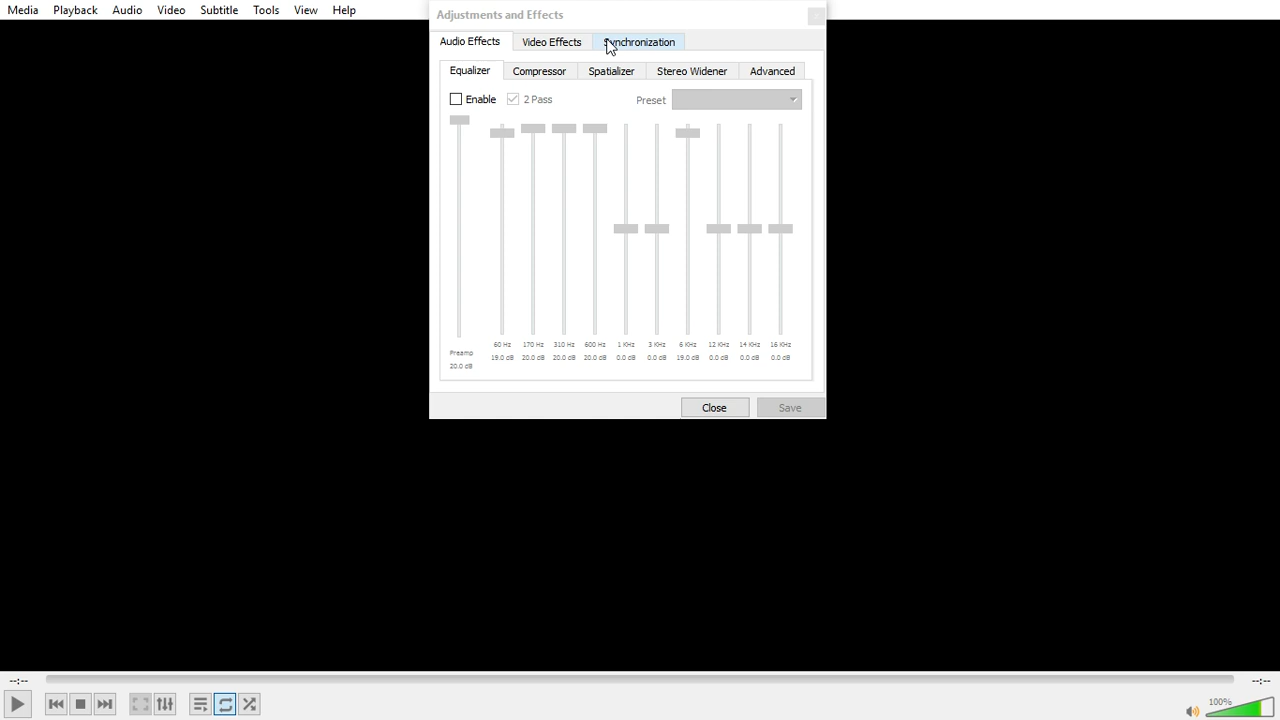 Media Playback Audio Video Subtitle Tools View Help
Adjustments and Effects
Audio Effects Video Effects Synchronization
Equalizer Compressor Spatializer Stereo Widener Advanced
Enable 2 Pass Preset
60 Hz 170 Hz 310 Hz 600 Hz 1 KHz 3 KHz 6 KHz 12 KHz 14 KHz 16 KHz
Preamp 19.0 dB 20.0 dB 20.0 dB 20.0 dB 0.0 dB 0.0 dB 19.0 dB 0.0 dB 0.0 dB 0.0 dB
20.0 dB
Close Save
--:-- --:--
100%